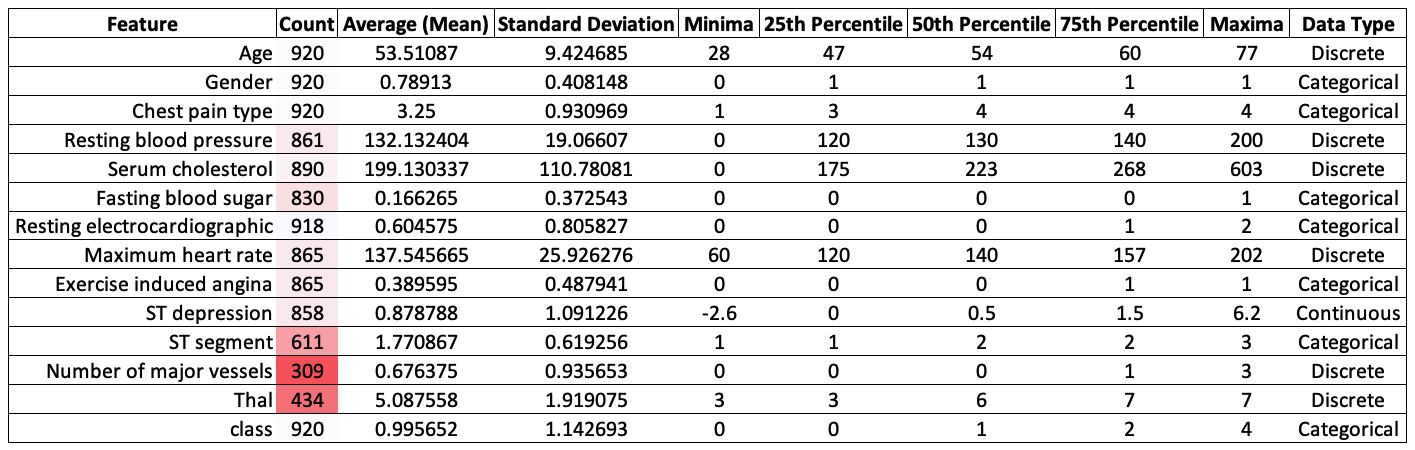 Feature Count Average (Mean) Standard Deviation Minima 25th Percentile 50th Percentile 75th Percentile Maxima Data Type
Age 920 53.51087 9.424685 28 47 54 60 77 Discrete
Gender 920 0.78913 0.408148 0 1 1 1 1 Categorical
Chest pain type 920 3.25 0.930969 1 3 4 4 4 Categorical
Resting blood pressure 861 132.132404 19.06607 0 120 130 140 200 Discrete
Serum cholesterol 890 199.130337 110.78081 0 175 223 268 603 Discrete
Fasting blood sugar 830 0.166265 0.372543 0 0 0 0 1 Categorical
Resting electrocardiographic 918 0.604575 0.805827 0 0 0 1 2 Categorical
Maximum heart rate 865 137.545665 25.926276 60 120 140 157 202 Discrete
Exercise induced angina 865 0.389595 0.487941 0 0 0 1 1 Categorical
ST depression 858 0.878788 1.091226 -2.6 0 0.5 1.5 6.2 Continuous
ST segment 611 1.770867 0.619256 1 1 2 2 3 Categorical
Number of major vessels 309 0.676375 0.935653 0 0 0 1 3 Discrete
Thal 434 5.087558 1.919075 3 3 6 7 7 Discrete
class 920 0.995652 1.142693 0 0 1 2 4 Categorical